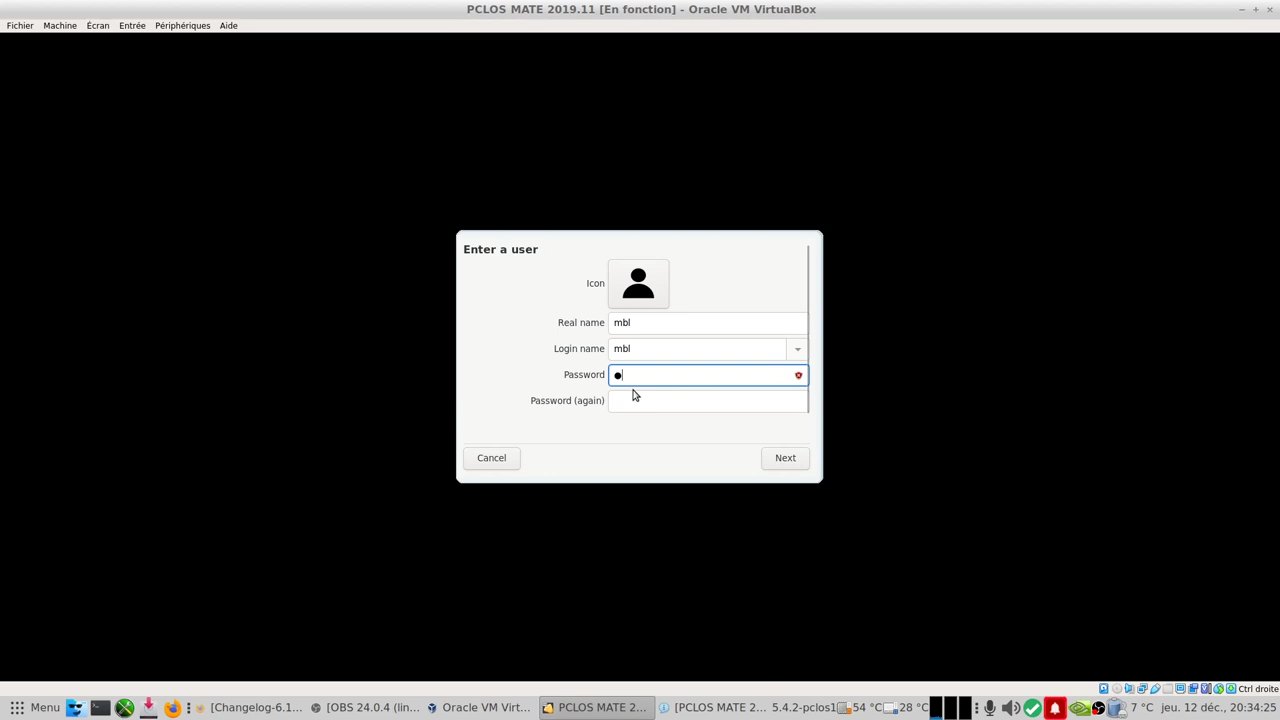 PCLOS MATE 2019.11 [En fonction] - Oracle VM VirtualBox
Fichier Machine Écran Entrée Périphériques Aide
Enter a user
Icon
Real name mbl
Login name mbl
Password ●
Password (again)
Cancel Next
Ctrl droite
Menu [Changelog-6.1... [OBS 24.0.4 (lin... Oracle VM Virt... PCLOS MATE 2... [PCLOS MATE 2... 5.4.2-pclos1 54 °C 28 °C 7 °C jeu. 12 déc., 20:34:25